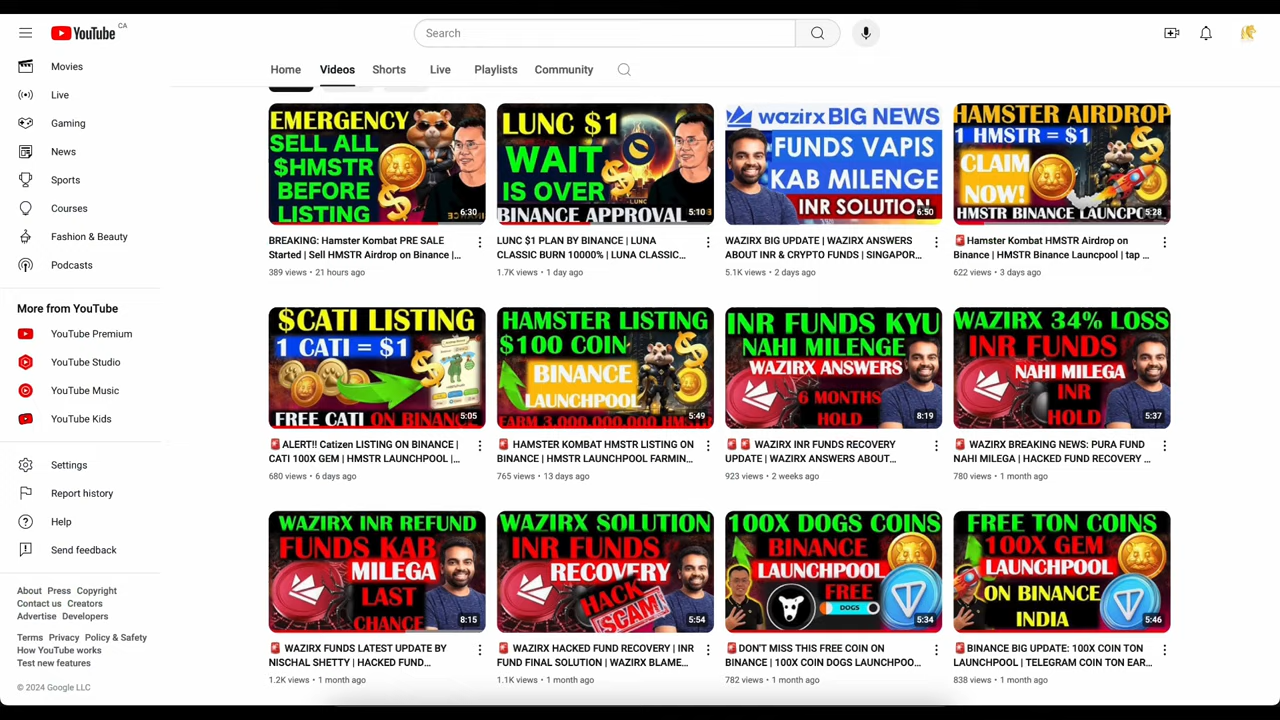 YouTube CA
Search
Movies
Live
Gaming
News
Sports
Courses
Fashion & Beauty
Podcasts
More from YouTube
YouTube Premium
YouTube Studio
YouTube Music
YouTube Kids
Settings
Report history
Help
Send feedback
About Press Copyright
Contact us Creators
Advertise Developers
Terms Privacy Policy & Safety
How YouTube works
Test new features
© 2024 Google LLC
Home Videos Shorts Live Playlists Community
EMERGENCY
SELL ALL
$HMSTR
BEFORE
LISTING
6:30
BREAKING: Hamster Kombat PRE SALE
Started | Sell HMSTR Airdrop on Binance |...
389 views • 21 hours ago
LUNC $1
WAIT
IS OVER
LUNC
BINANCE APPROVAL
5:10
LUNC $1 PLAN BY BINANCE | LUNA
CLASSIC BURN 10000% | LUNA CLASSIC...
1.7K views • 1 day ago
wazirx BIG NEWS
FUNDS VAPIS
KAB MILENGE
INR SOLUTION
6:50
WAZIRX BIG UPDATE | WAZIRX ANSWERS
ABOUT INR & CRYPTO FUNDS | SINGAPOR...
5.1K views • 2 days ago
HAMSTER AIRDROP
1 HMSTR = $1
CLAIM
NOW!
HMSTR BINANCE LAUNCPO
5:28
Hamster Kombat HMSTR Airdrop on
Binance | HMSTR Binance Launcpool | tap ...
622 views • 3 days ago
$CATI LISTING
1 CATI = $1
FREE CATI ON BINANC
5:05
ALERT!! Catizen LISTING ON BINANCE |
CATI 100X GEM | HMSTR LAUNCHPOOL |...
680 views • 6 days ago
HAMSTER LISTING
$100 COIN
BINANCE
LAUNCHPOOL
EARN 3,000,000,000 HMSTR
5:49
HAMSTER KOMBAT HMSTR LISTING ON
BINANCE | HMSTR LAUNCHPOOL FARMIN...
765 views • 13 days ago
INR FUNDS KYU
NAHI MILENGE
WAZIRX ANSWERS
6 MONTHS
HOLD
8:19
WAZIRX INR FUNDS RECOVERY
UPDATE | WAZIRX ANSWERS ABOUT...
923 views • 2 weeks ago
WAZIRX 34% LOSS
INR FUNDS
NAHI MILEGA
INR
HOLD
5:37
WAZIRX BREAKING NEWS: PURA FUND
NAHI MILEGA | HACKED FUND RECOVERY ...
780 views • 1 month ago
WAZIRX INR REFUND
FUNDS KAB
MILEGA
LAST
CHANCE
8:15
WAZIRX FUNDS LATEST UPDATE BY
NISCHAL SHETTY | HACKED FUND...
1.2K views • 1 month ago
WAZIRX SOLUTION
INR FUNDS
RECOVERY
HACK
SCAM!
5:54
WAZIRX HACKED FUND RECOVERY | INR
FUND FINAL SOLUTION | WAZIRX BLAME...
1.1K views • 1 month ago
100X DOGS COINS
BINANCE
LAUNCHPOOL
FREE
DOGS
5:34
DON'T MISS THIS FREE COIN ON
BINANCE | 100X COIN DOGS LAUNCHPOO...
782 views • 1 month ago
FREE TON COINS
100X GEM
LAUNCHPOOL
ON BINANCE
INDIA
5:46
BINANCE BIG UPDATE: 100X COIN TON
LAUNCHPOOL | TELEGRAM COIN TON EAR...
838 views • 1 month ago